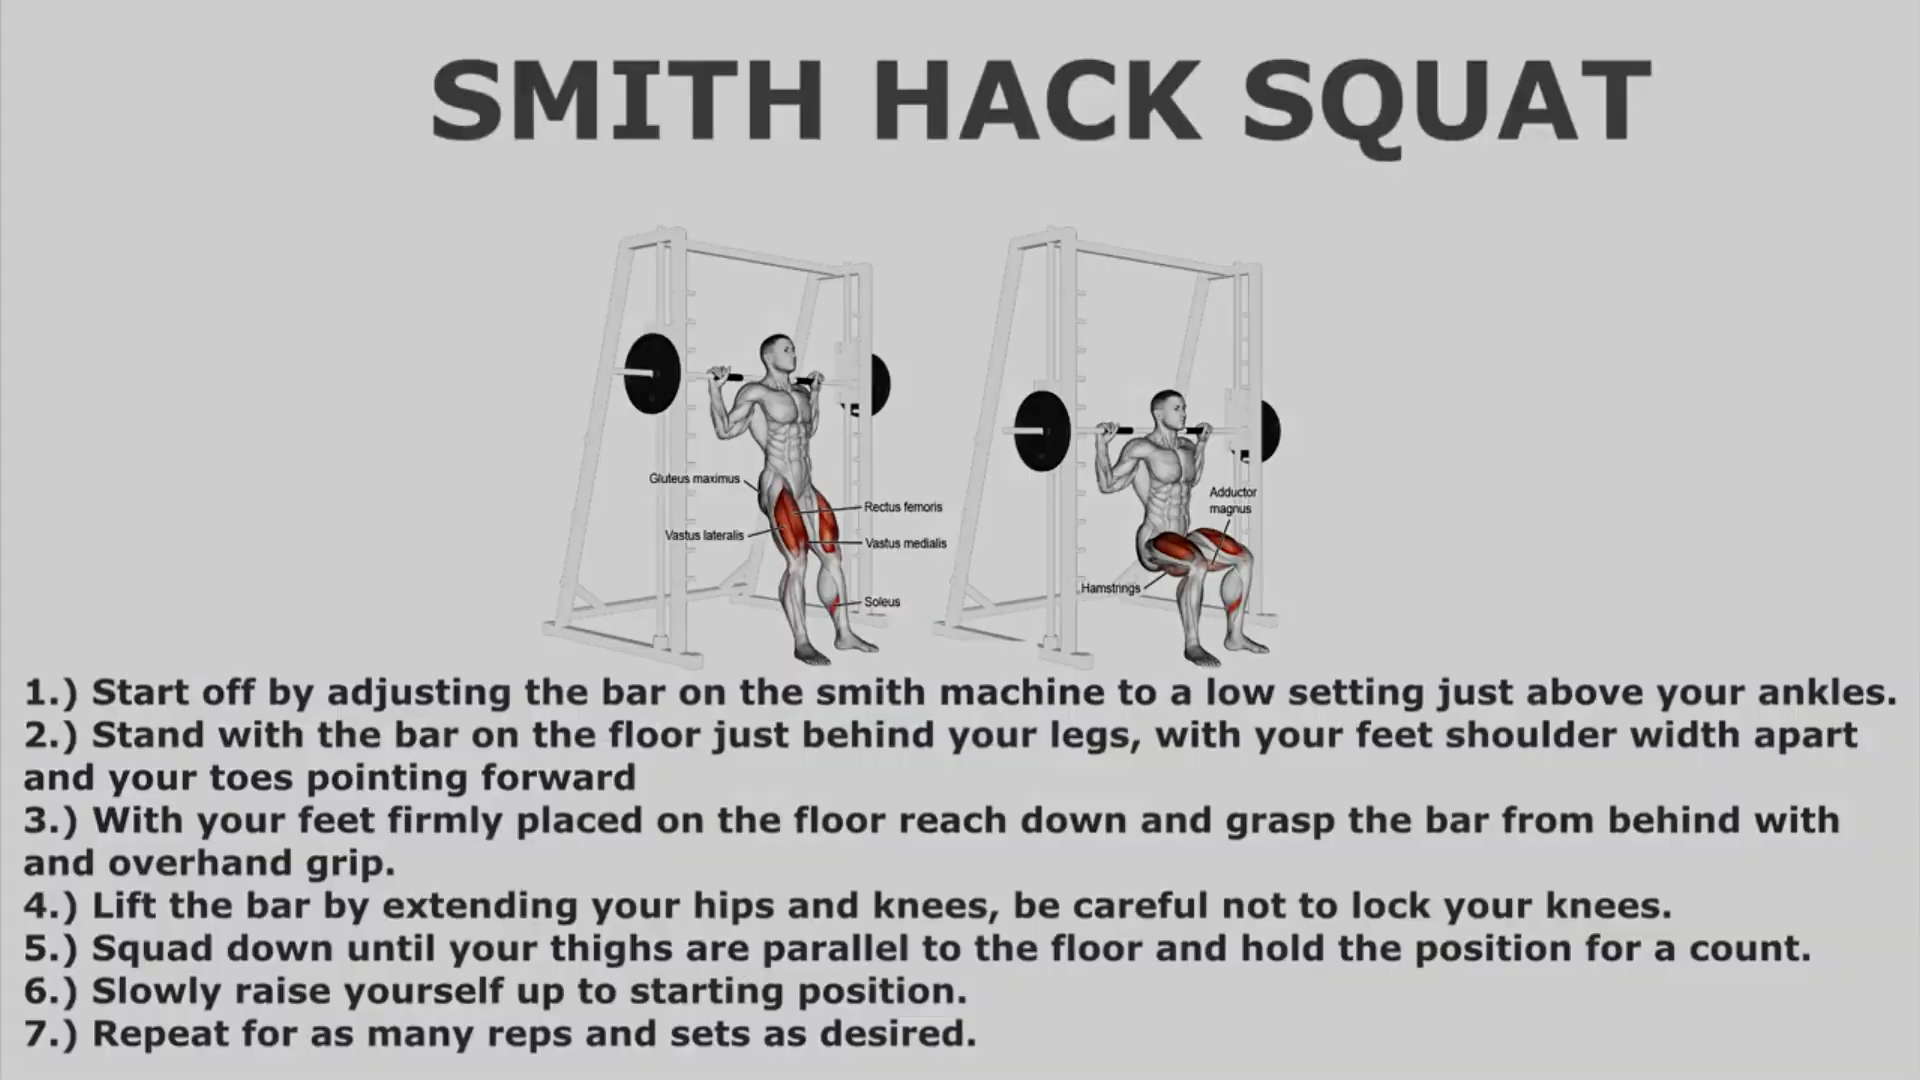 SMITH HACK SQUAT
Gluteus maximus
Rectus femoris
Vastus lateralis
Vastus medialis
Soleus
Adductor
magnus
Hamstrings
1.) Start off by adjusting the bar on the smith machine to a low setting just above your ankles.
2.) Stand with the bar on the floor just behind your legs, with your feet shoulder width apart
and your toes pointing forward
3.) With your feet firmly placed on the floor reach down and grasp the bar from behind with
and overhand grip.
4.) Lift the bar by extending your hips and knees, be careful not to lock your knees.
5.) Squad down until your thighs are parallel to the floor and hold the position for a count.
6.) Slowly raise yourself up to starting position.
7.) Repeat for as many reps and sets as desired.